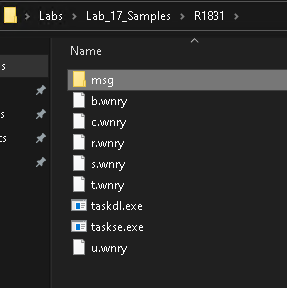 Labs > Lab_17_Samples > R1831 >
Name
s
msg
b.wnry
c.wnry
r.wnry
s
s.wnry
cs
t.wnry
taskdl.exe
taskse.exe
u.wnry